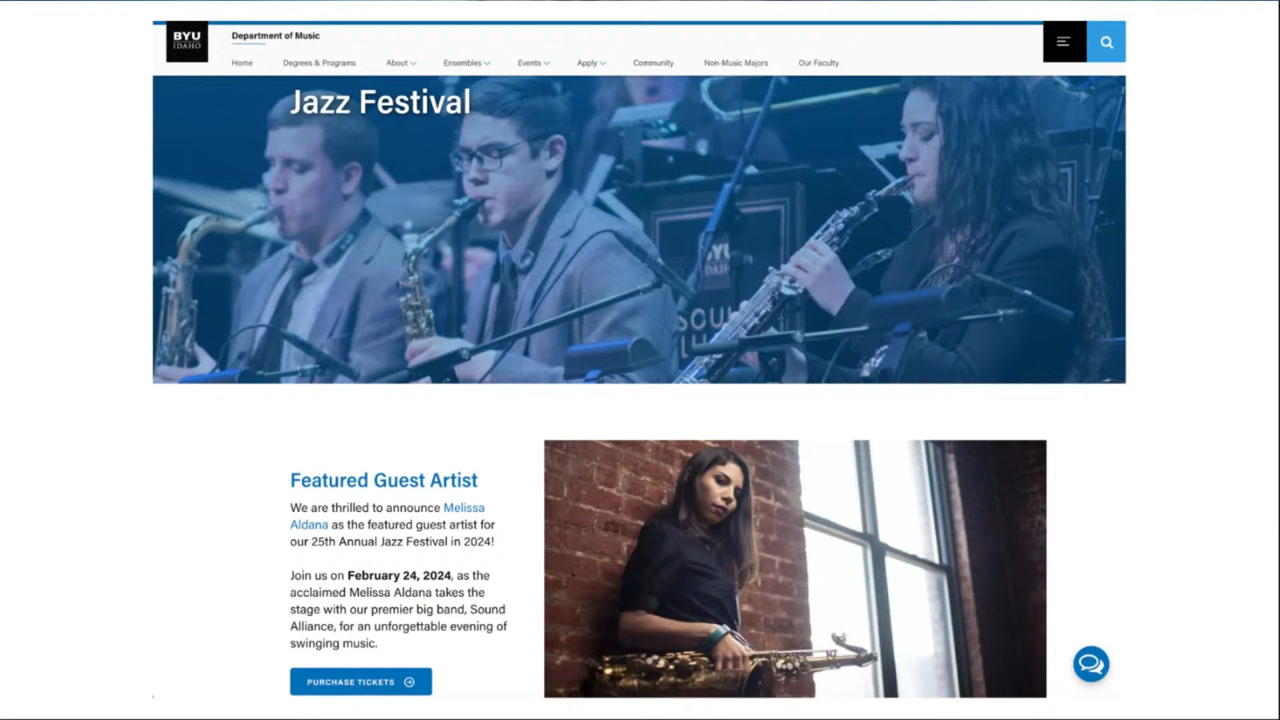 BYU
IDAHO
Department of Music
Home Degrees & Programs About Ensembles Events Apply Community Non-Music Majors Our Faculty
Jazz Festival
BYU
IDAHO
Featured Guest Artist
We are thrilled to announce Melissa
Aldana as the featured guest artist for
our 25th Annual Jazz Festival in 2024!
Join us on February 24, 2024, as the
acclaimed Melissa Aldana takes the
stage with our premier big band, Sound
Alliance, for an unforgettable evening of
swinging music.
PURCHASE TICKETS